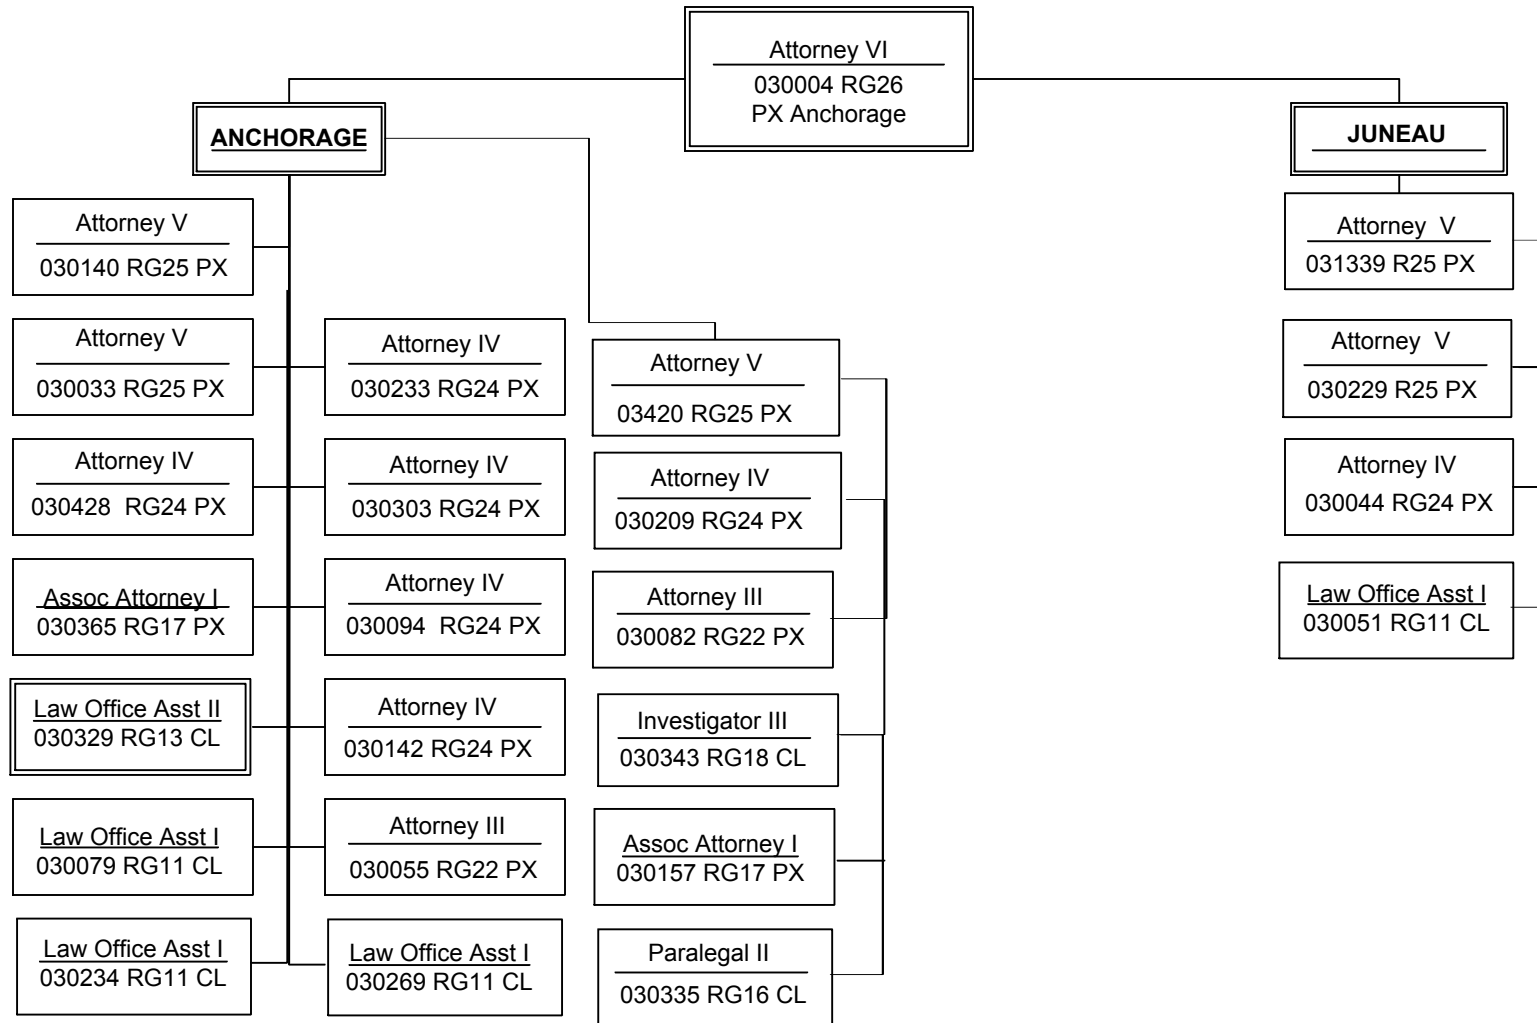 Attorney VI
030004 RG26
PX Anchorage
ANCHORAGE
JUNEAU
Attorney V
030140 RG25 PX
Attorney V
030033 RG25 PX
Attorney IV
030428 RG24 PX
Assoc Attorney I
030365 RG17 PX
Law Office Asst II
030329 RG13 CL
Law Office Asst I
030079 RG11 CL
Law Office Asst I
030234 RG11 CL
Attorney IV
030233 RG24 PX
Attorney IV
030303 RG24 PX
Attorney IV
030094 RG24 PX
Attorney IV
030142 RG24 PX
Attorney III
030055 RG22 PX
Law Office Asst I
030269 RG11 CL
Attorney V
03420 RG25 PX
Attorney IV
030209 RG24 PX
Attorney III
030082 RG22 PX
Investigator III
030343 RG18 CL
Assoc Attorney I
030157 RG17 PX
Paralegal II
030335 RG16 CL
Attorney V
031339 R25 PX
Attorney V
030229 R25 PX
Attorney IV
030044 RG24 PX
Law Office Asst I
030051 RG11 CL